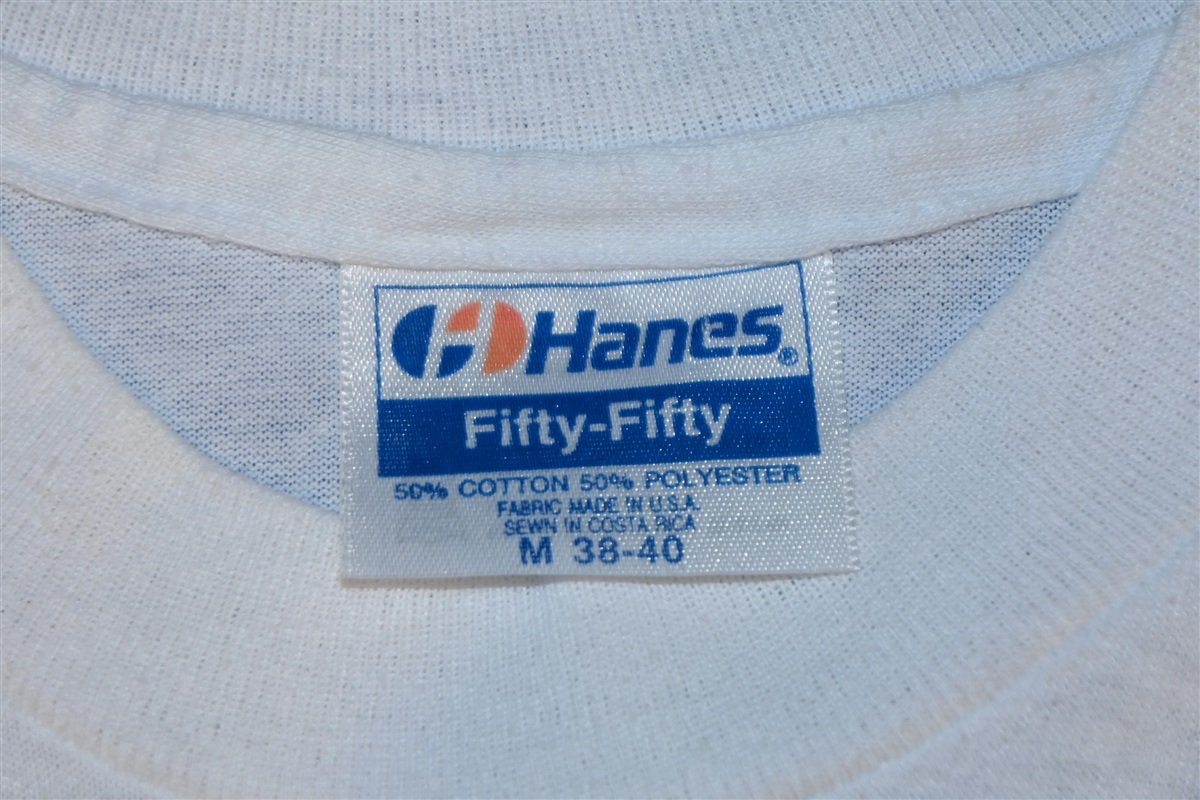 Hanes®
Fifty-Fifty
50% COTTON 50% POLYESTER
FABRIC MADE IN U.S.A.
SEWN IN COSTA RICA
M 38-40